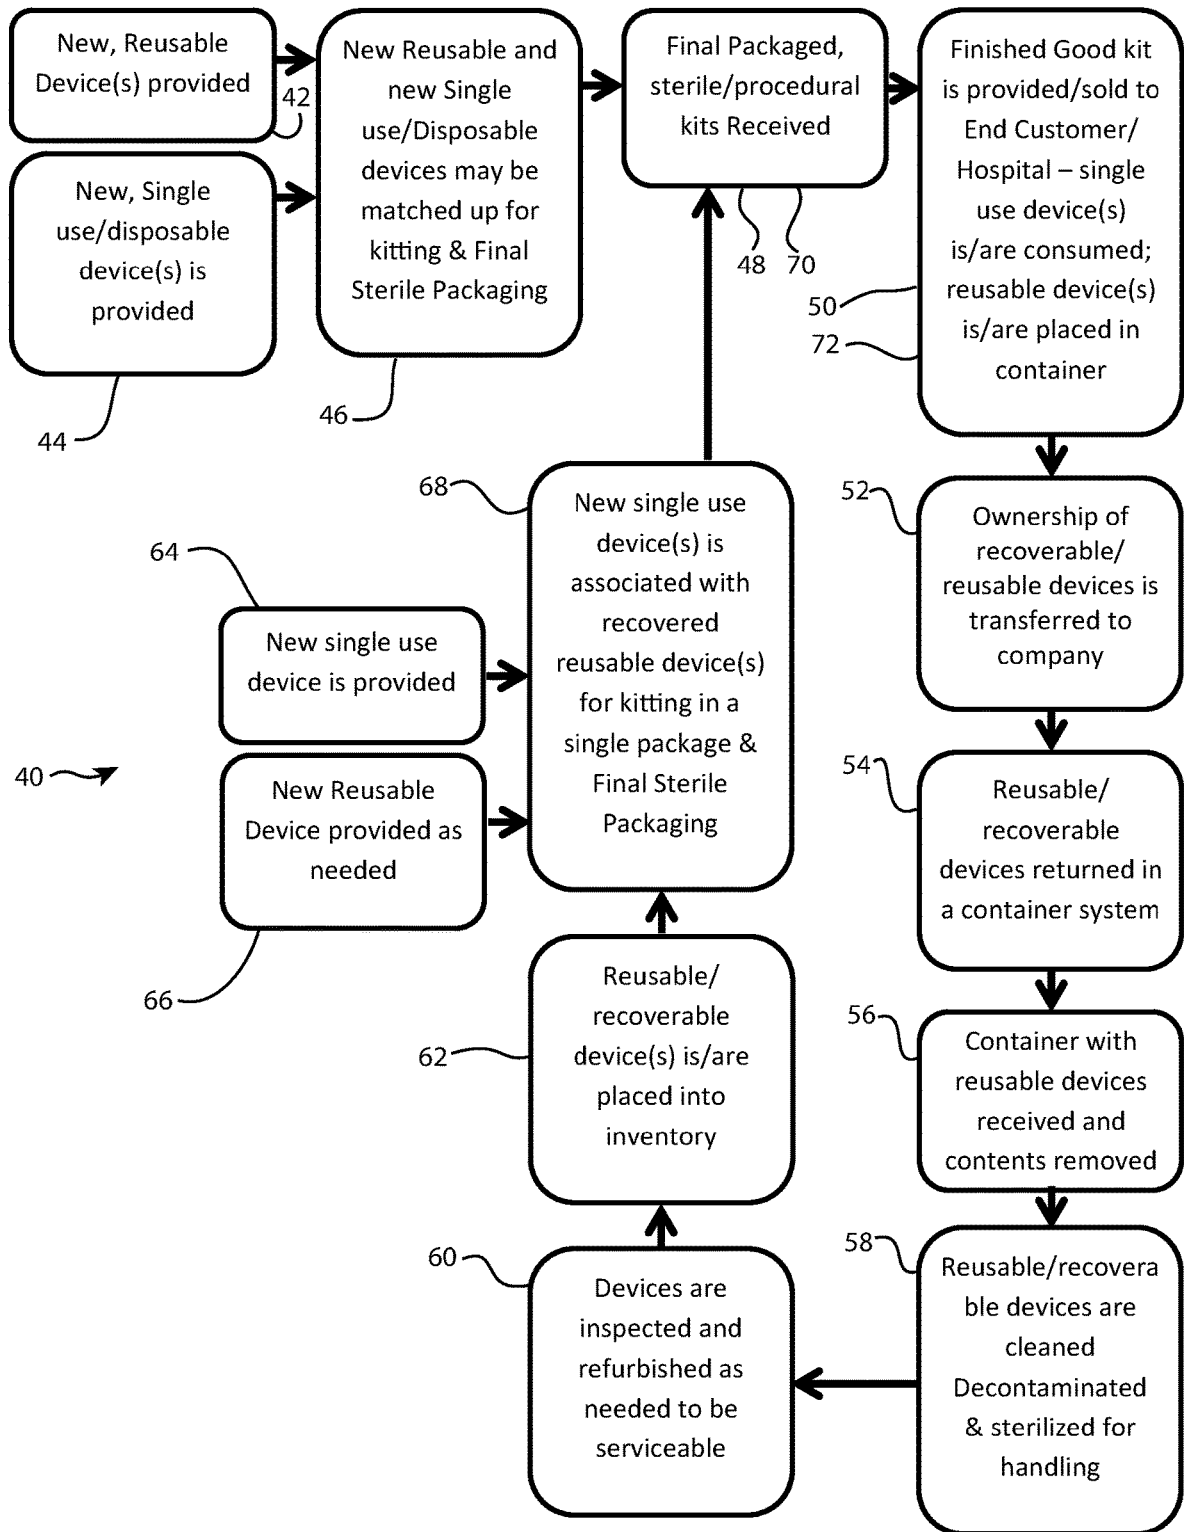 New, Reusable
Device(s) provided
42
New, Single
use/disposable
device(s) is
provided
44
New Reusable and
new Single
use/Disposable
devices may be
matched up for
kitting & Final
Sterile Packaging
46
Final Packaged,
sterile/procedural
kits Received
48
70
Finished Good kit
is provided/sold to
End Customer/
Hospital – single
use device(s)
is/are consumed;
reusable device(s)
is/are placed in
container
50
72
52
Ownership of
recoverable/
reusable devices is
transferred to
company
54
Reusable/
recoverable
devices returned in
a container system
56
Container with
reusable devices
received and
contents removed
58
Reusable/recovera
ble devices are
cleaned
Decontaminated
& sterilized for
handling
60
Devices are
inspected and
refurbished as
needed to be
serviceable
62
Reusable/
recoverable
device(s) is/are
placed into
inventory
64
New single use
device is provided
66
New Reusable
Device provided as
needed
68
New single use
device(s) is
associated with
recovered
reusable device(s)
for kitting in a
single package &
Final Sterile
Packaging
40